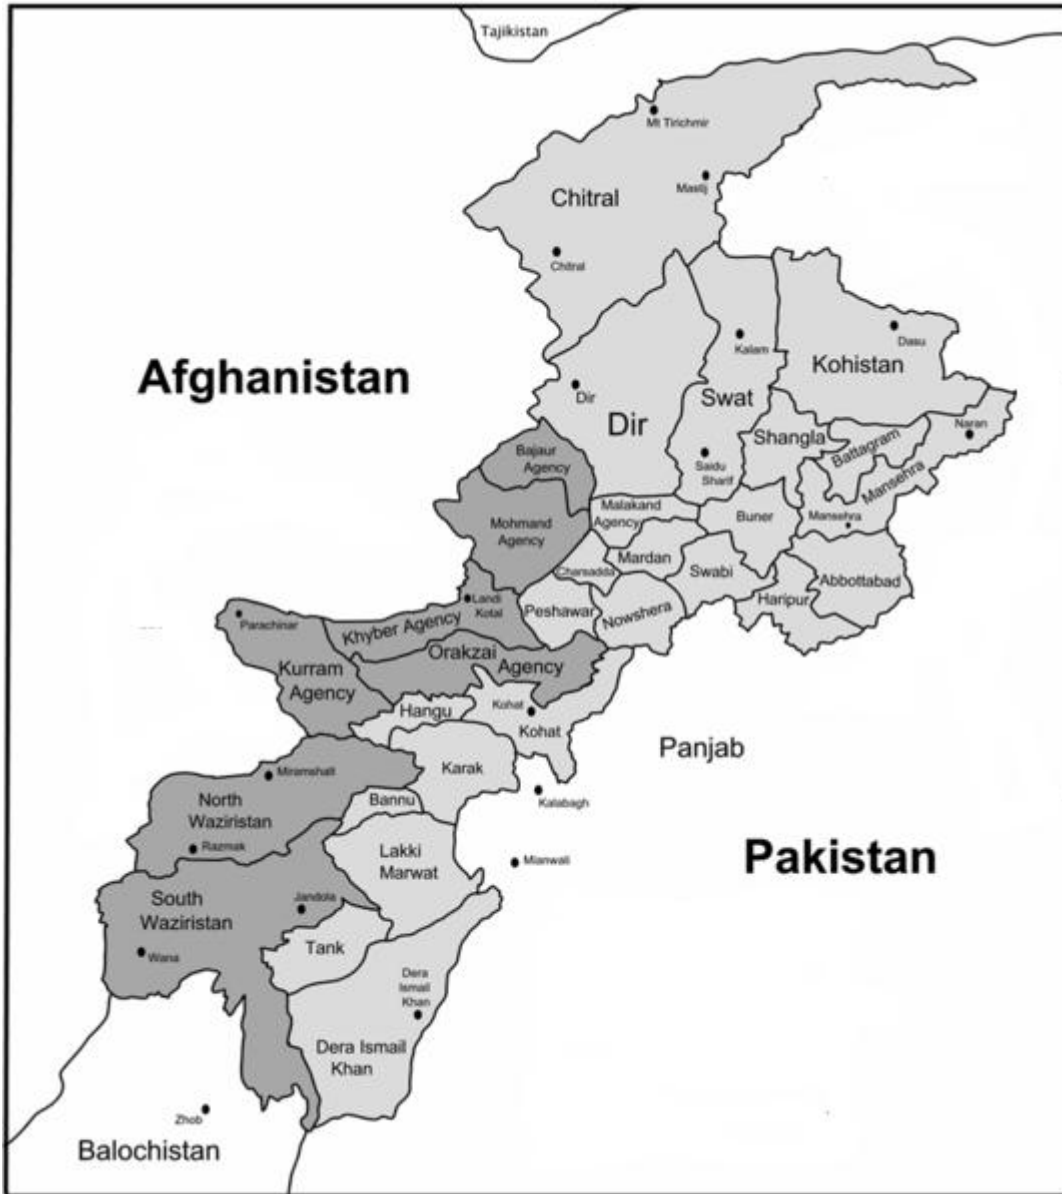 Tajikistan
Mt Tirichmir
Mastij
Chitral
Chitral
Kalam
Dasu
Kohistan
Afghanistan
Dir
Dir
Swat
Shangla
Naran
Battagram
Bajaur
Agency
Saidu
Sharif
Mansehra
Malakand
Agency
Buner
Mansehra
Mohmand
Agency
Mardan
Charsadda
Swabi
Abbottabad
Landi
Kotal
Peshawar
Nowshera
Haripur
Parachinar
Khyber Agency
Orakzai
Agency
Kurram
Agency
Hangu
Kohat
Kohat
Panjab
Karak
Miramshah
Kalabagh
North
Waziristan
Bannu
Razmak
Lakki
Marwat
Mianwali
Pakistan
South
Waziristan
Jandola
Wana
Tank
Dera
Ismail
Khan
Dera Ismail
Khan
Zhob
Balochistan